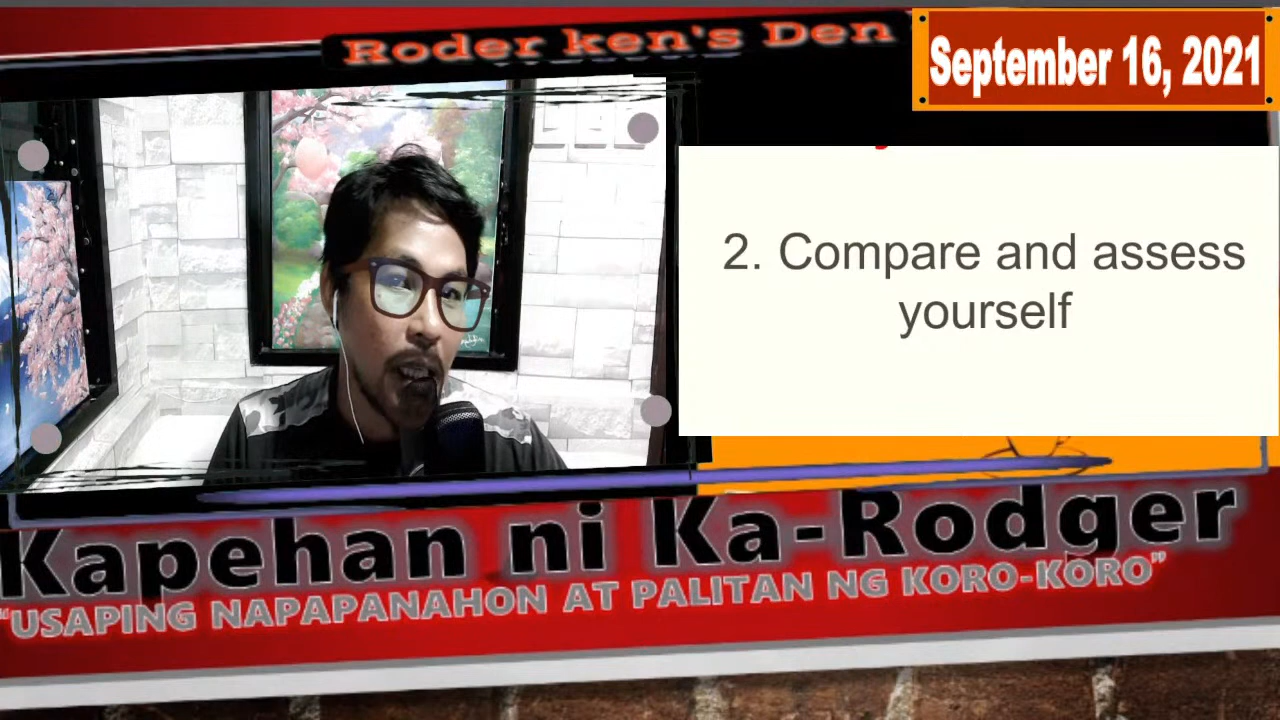 Roder ken's Den
September 16, 2021
2. Compare and assess
yourself
Kapehan ni Ka-Rodger
"USAPING NAPAPANAHON AT PALITAN NG KORO-KORO"